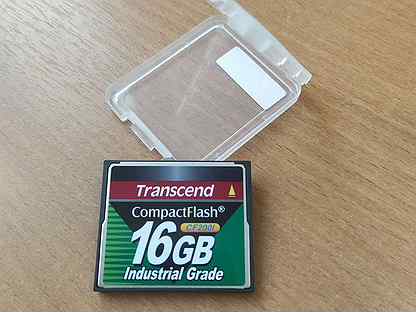 Transcend
CompactFlash®
CF200I
16GB
Industrial Grade